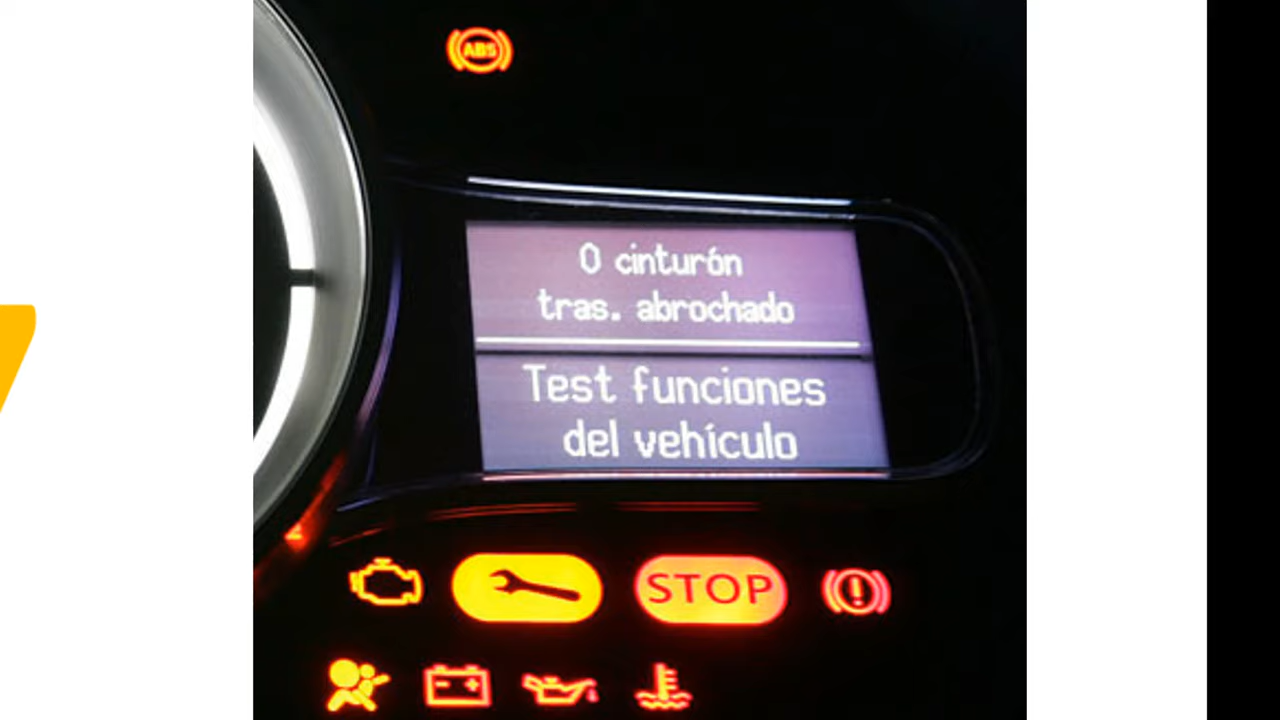 ABS
0 cinturón
tras. abrochado
Test funciones
del vehículo
STOP